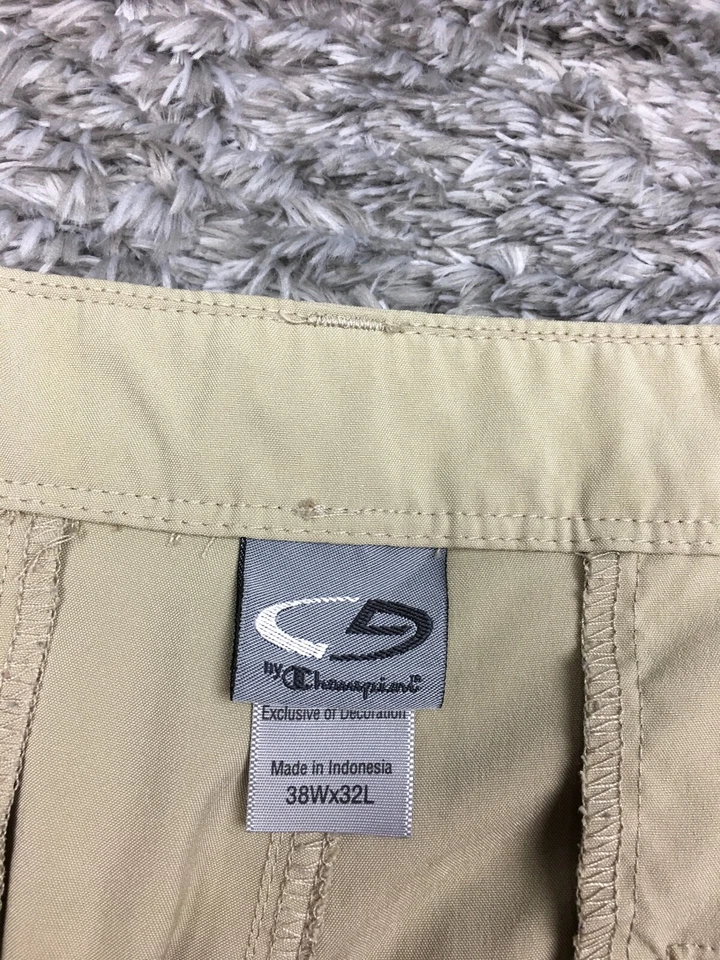 by Champion
Exclusive of Decoration
Made in Indonesia
38Wx32L